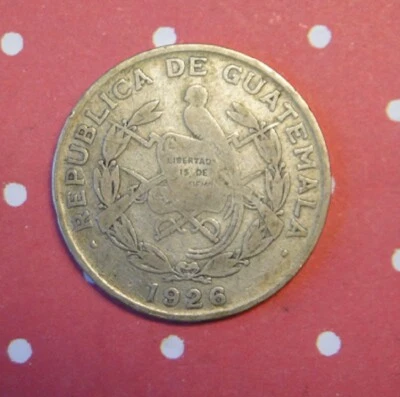 REPUBLICA DE GUATEMALA
LIBERTAD
15 DE
1926